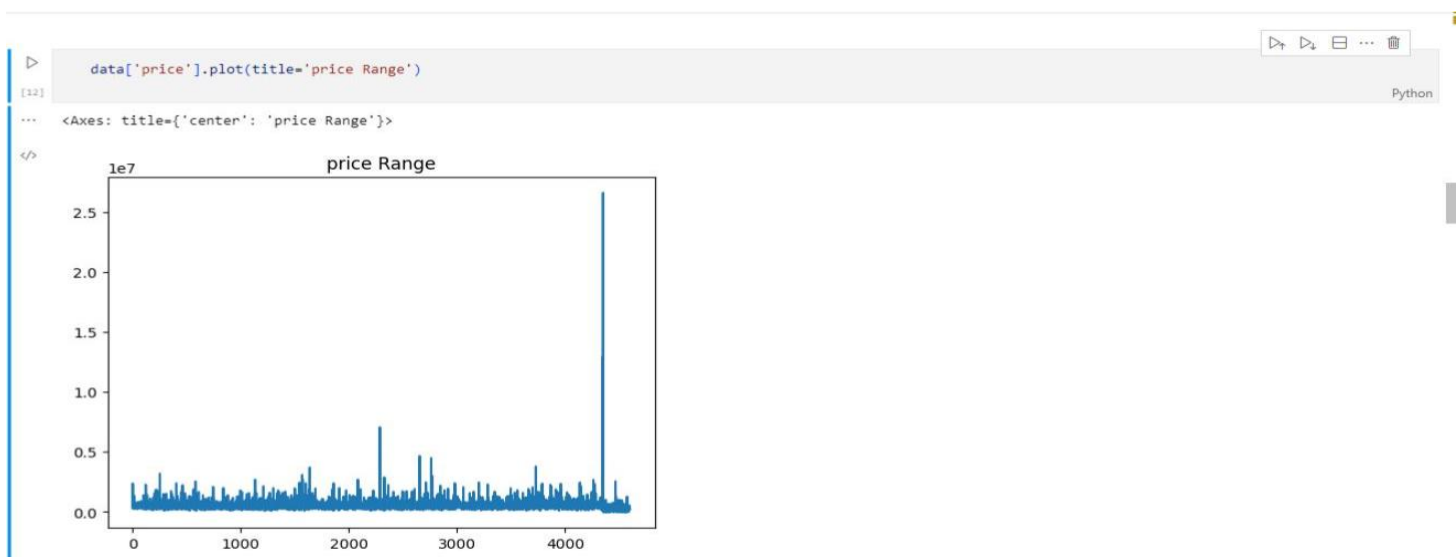 data['price'].plot(title='price Range')
[12]
Python
... <Axes: title={'center': 'price Range'}>
price Range
1e7
2.5
2.0
1.5
1.0
0.5
0.0
0 1000 2000 3000 4000